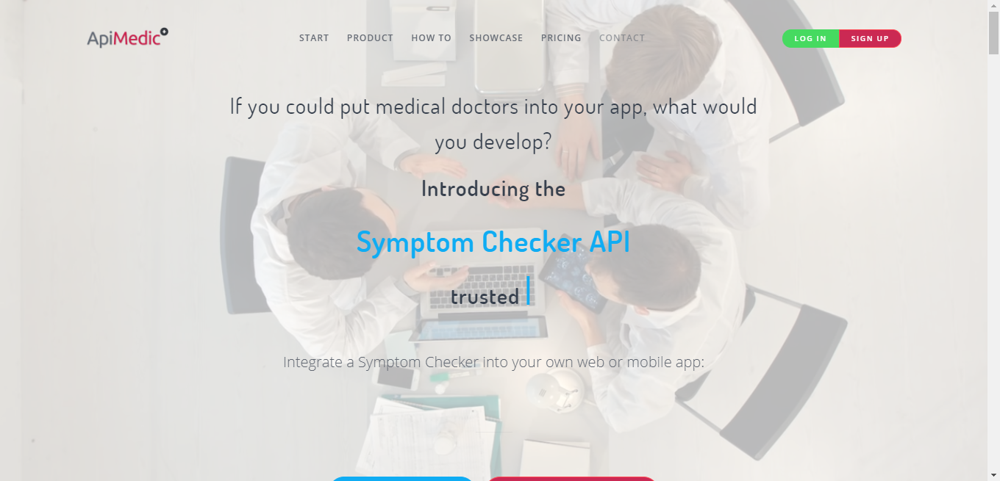 ApiMedic
START PRODUCT HOW TO SHOWCASE PRICING CONTACT
LOG IN SIGN UP
If you could put medical doctors into your app, what would
you develop?
Introducing the
Symptom Checker API
trusted
Integrate a Symptom Checker into your own web or mobile app: